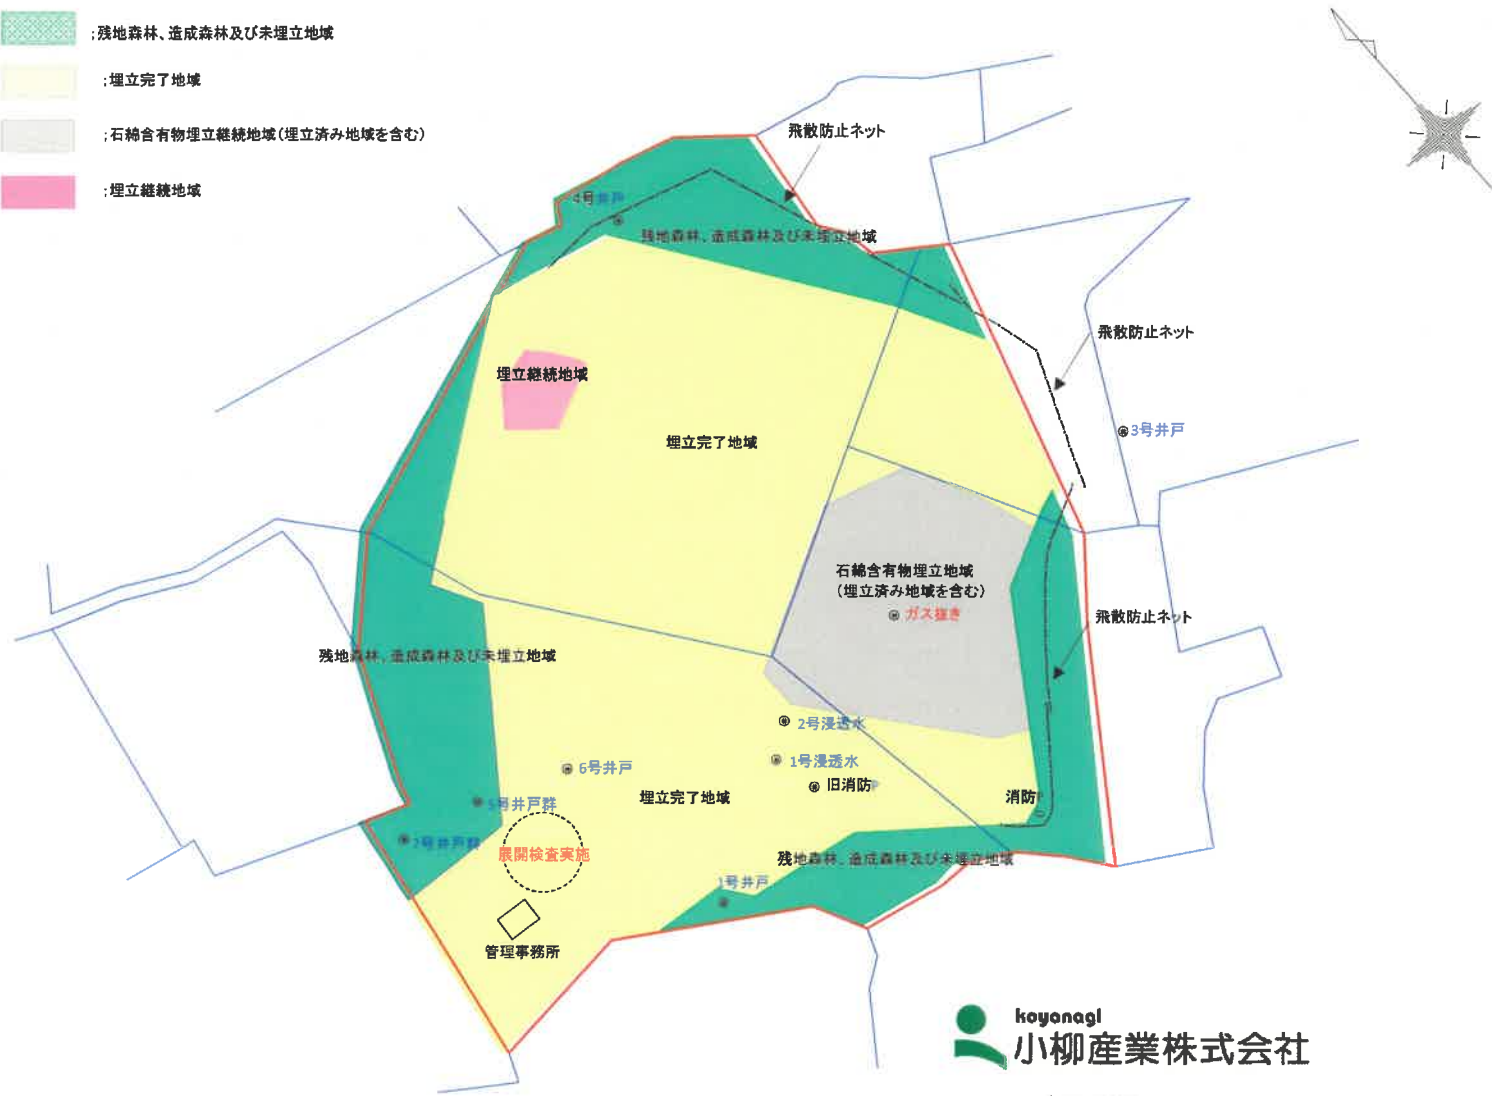 ;残地森林、造成森林及び未埋立地域
;埋立完了地域
;石綿含有物埋立継続地域(埋立済み地域を含む)
;埋立継続地域
飛散防止ネット
4号井戸
残地森林、造成森林及び未埋立地域
飛散防止ネット
埋立継続地域
3号井戸
埋立完了地域
石綿含有物埋立地域
(埋立済み地域を含む)
ガス抜き
飛散防止ネット
残地森林、造成森林及び未埋立地域
2号浸透水
1号浸透水
6号井戸
旧消防P
埋立完了地域
消防P
5号井戸群
2号井戸群
展開検査実施
残地森林、造成森林及び未埋立地域
1号井戸
管理事務所
koyanagi
小柳産業株式会社